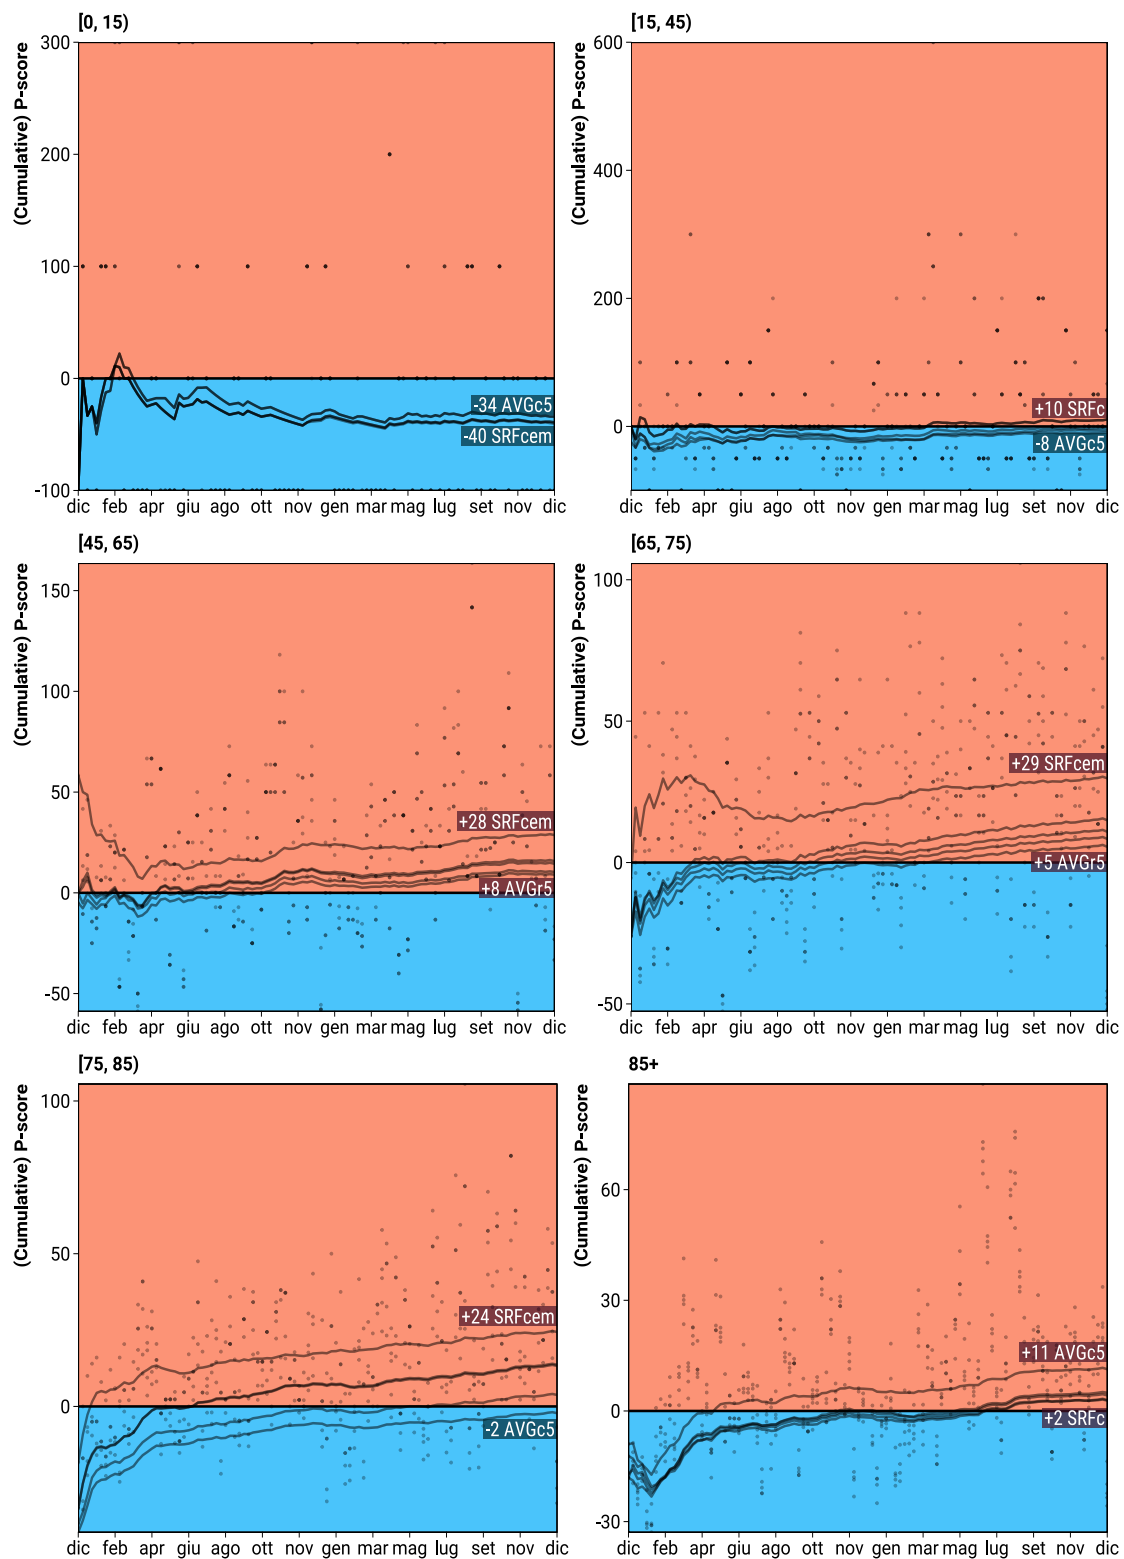 [0, 15)
(Cumulative) P-score
300
200
100
0
-100
-34 AVGc5
-40 SRFcem
dic feb apr giu ago ott nov gen mar mag lug set nov dic
[15, 45)
(Cumulative) P-score
600
400
200
0
+10 SRFc
-8 AVGc5
dic feb apr giu ago ott nov gen mar mag lug set nov dic
[45, 65)
(Cumulative) P-score
150
100
50
0
-50
+28 SRFcem
+8 AVGr5
dic feb apr giu ago ott nov gen mar mag lug set nov dic
[65, 75)
(Cumulative) P-score
100
50
0
-50
+29 SRFcem
+5 AVGr5
dic feb apr giu ago ott nov gen mar mag lug set nov dic
[75, 85)
(Cumulative) P-score
100
50
0
+24 SRFcem
-2 AVGc5
dic feb apr giu ago ott nov gen mar mag lug set nov dic
85+
(Cumulative) P-score
60
30
0
-30
+11 AVGc5
+2 SRFc
dic feb apr giu ago ott nov gen mar mag lug set nov dic